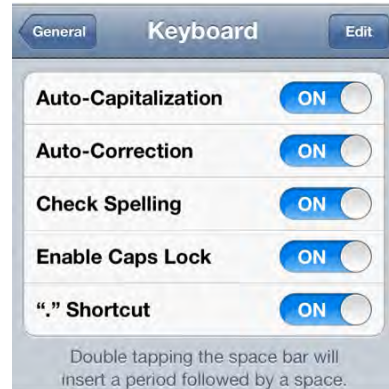 General Keyboard Edit
Auto-Capitalization ON
Auto-Correction ON
Check Spelling ON
Enable Caps Lock ON
“.” Shortcut ON
Double tapping the space bar will
insert a period followed by a space.